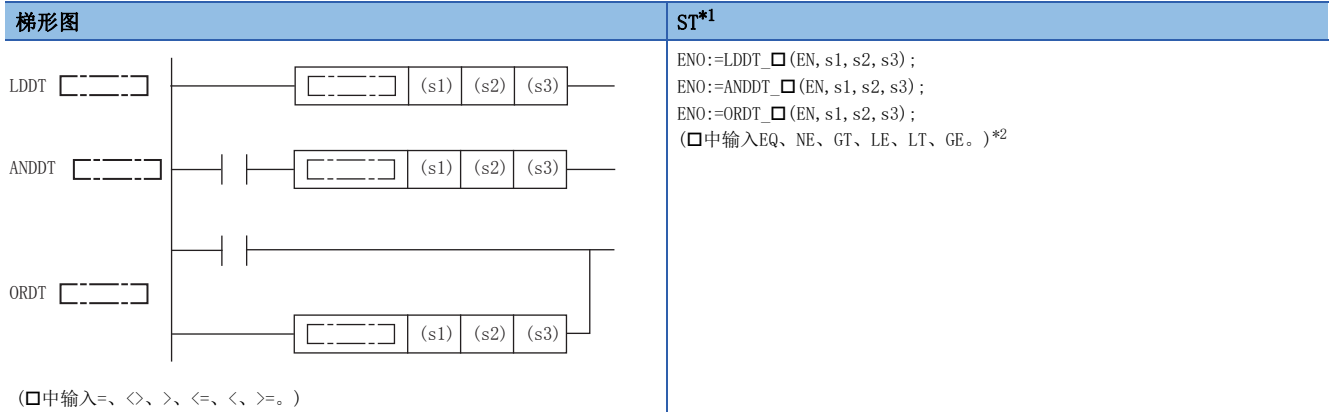 梯形图
ST*1
LDDT
(s1) (s2) (s3)
ANDDT
(s1) (s2) (s3)
ORDT
(s1) (s2) (s3)
(□中输入=、<>、>、<=、<、>=。)
ENO:=LDDT_□(EN,s1,s2,s3);
ENO:=ANDDT_□(EN,s1,s2,s3);
ENO:=ORDT_□(EN,s1,s2,s3);
(□中输入EQ、NE、GT、LE、LT、GE。)*2